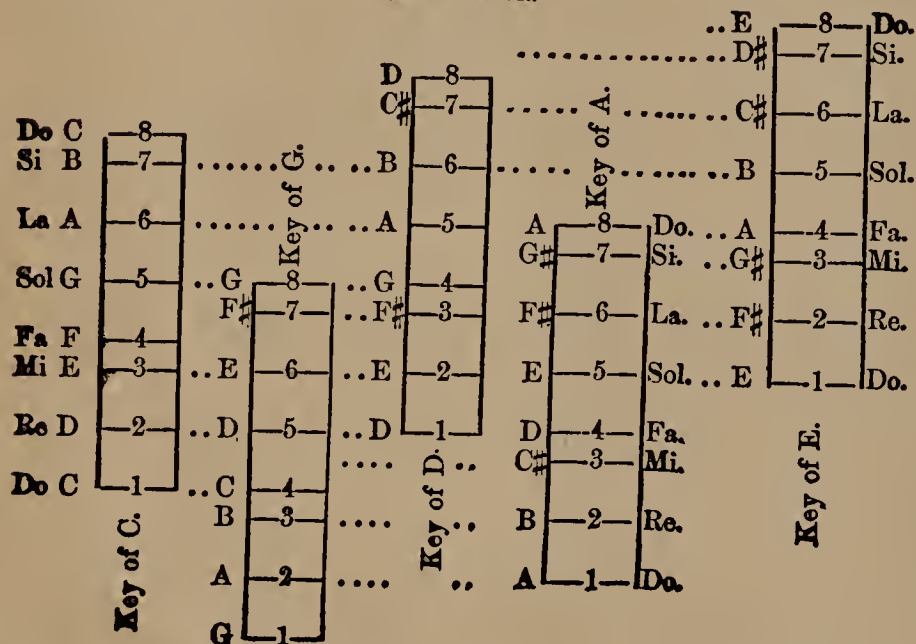 ..E —8— Do.
D# —7— Si.
D —8—
C# —7— C# —6— La.
Do C —8—
Si B —7— B —6— B —5— Sol.
La A —6— A —5— A —8— Do. .. A —4— Fa.
G# —7— Si. .. G# —3— Mi.
Sol G —5— .. G —8— .. G —4—
F# —7— .. F# —3— F# —6— La. .. F# —2— Re.
Fa F —4—
Mi E —3— .. E —6— .. E —2— E —5— Sol... E —1— Do.
Re D —2— .. D —5— .. D —1— D —4— Fa.
C# —3— Mi.
Do C —1— .. C —4—
B —3— .... .. B —2— Re.
A —2— .... .. A —1— Do.
G —1—
Key of C.
Key of G.
Key of D.
Key of A.
Key of E.